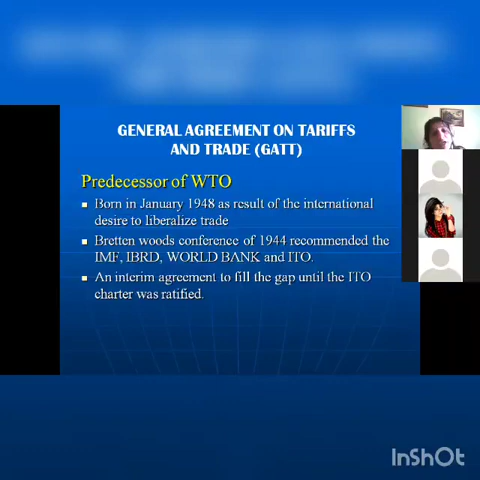 GENERAL AGREEMENT ON TARIFFS
AND TRADE (GATT)
Predecessor of WTO
Born in January 1948 as result of the international
desire to liberalize trade
Bretten woods conference of 1944 recommended the
IMF, IBRD, WORLD BANK and ITO.
An interim agreement to fill the gap until the ITO
charter was ratified.
InShOt